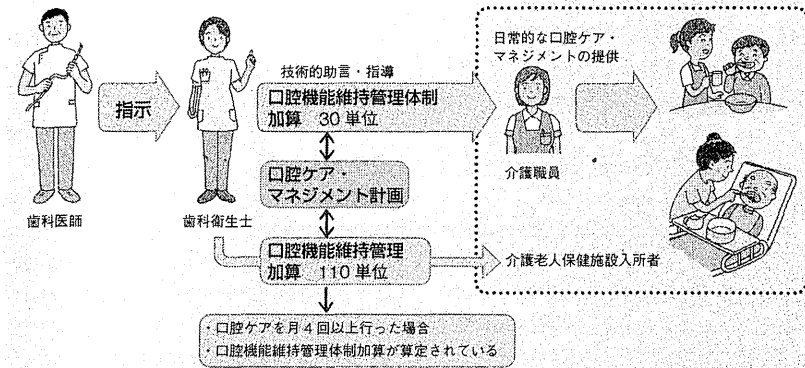 日常的な口腔ケア・
マネジメントの提供
技術的助言・指導
指示
口腔機能維持管理体制
加算 30単位
介護職員
口腔ケア・
マネジメント計画
歯科医師
歯科衛生士
口腔機能維持管理
加算 110単位
介護老人保健施設入所者
・口腔ケアを月4回以上行った場合
・口腔機能維持管理体制加算が算定されている